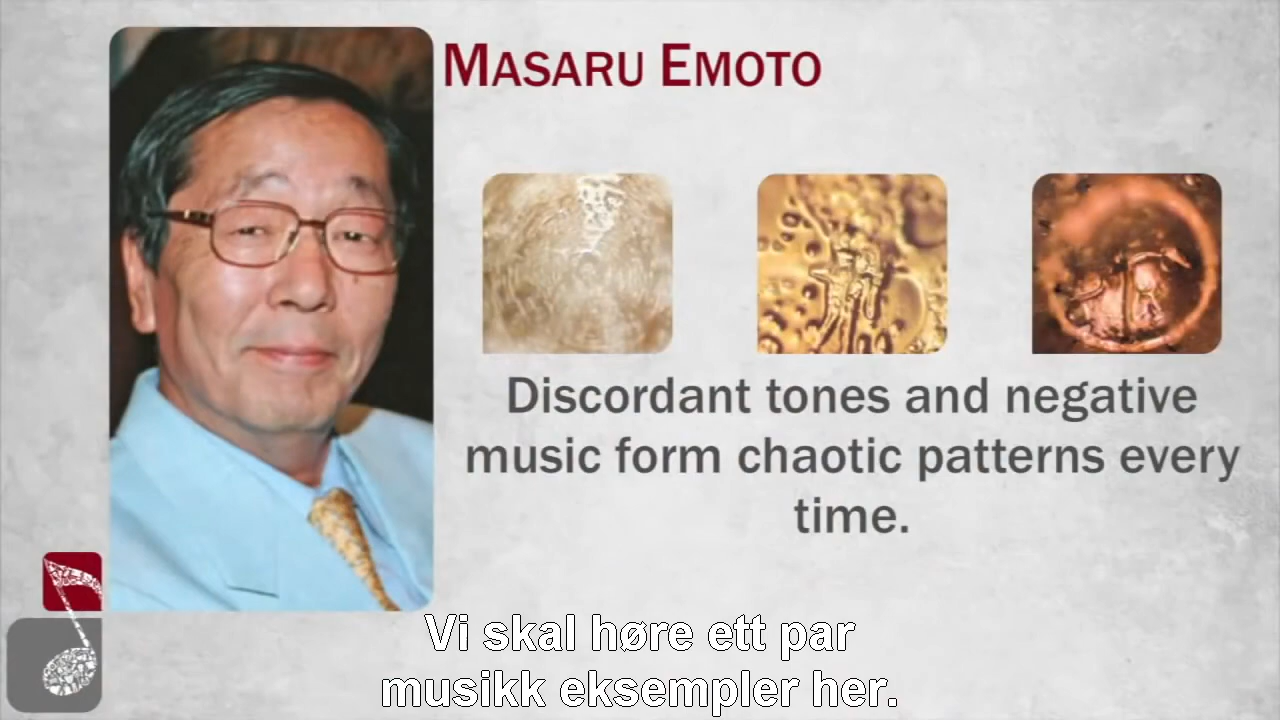 MASARU EMOTO
Discordant tones and negative
music form chaotic patterns every
time.
Vi skal høre ett par
musikk eksempler her.